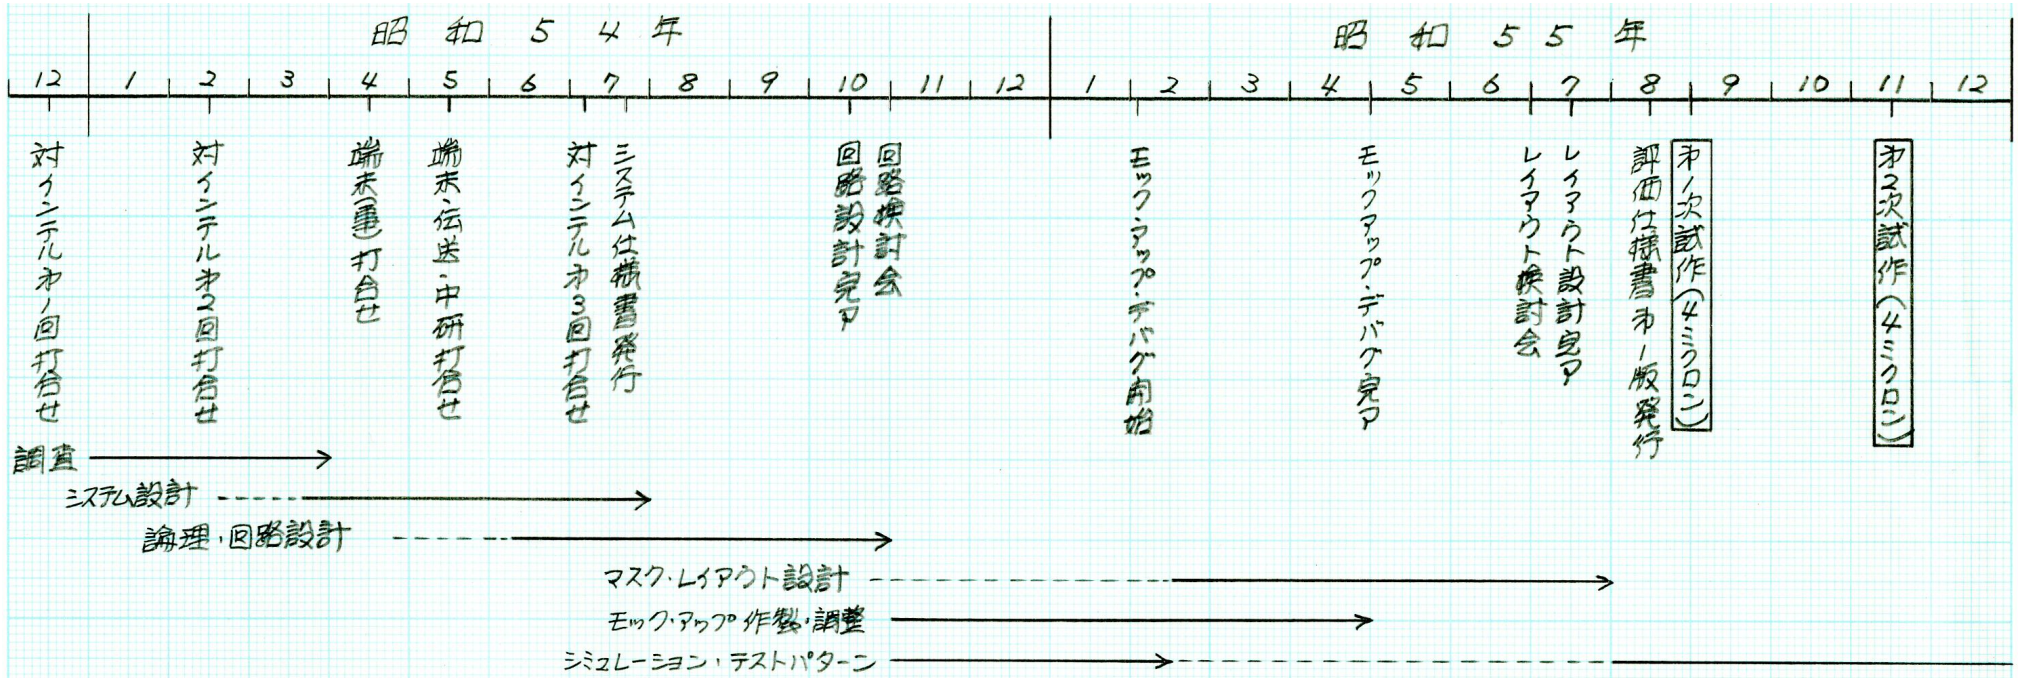 昭和54年 昭和55年
12 1 2 3 4 5 6 7 8 9 10 11 12 1 2 3 4 5 6 7 8 9 10 11 12
対インテル才1回打合せ
対インテル才2回打合せ
端末(事)打合せ
端末・伝送・中研打合せ
対インテル才3回打合せ
システム仕様書発行
回路設計完了
回路検討会
モック・アップ・デバグ開始
モックアップ・デバグ完了
レイアウト検討会
レイアウト設計完了
評価仕様書才1版発行
才1次試作(4ミクロン)
才2次試作(4ミクロン)
調査
システム設計
論理・回路設計
マスク・レイアウト設計
モック・アップ作製・調整
シミュレーション・テストパターン